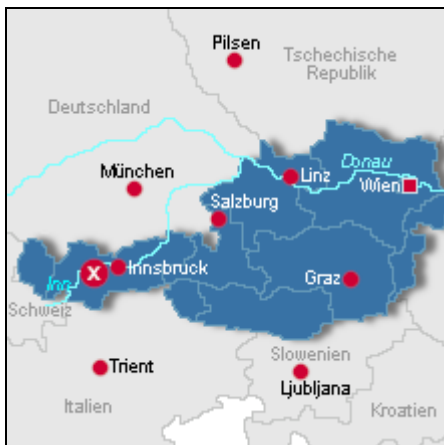 Pilsen
Tschechische
Republik
Deutschland
München
Donau
Linz
Wien
Salzburg
Innsbruck
Inn
X
Graz
Schweiz
Slowenien
Trient
Ljubljana
Italien
Kroatien